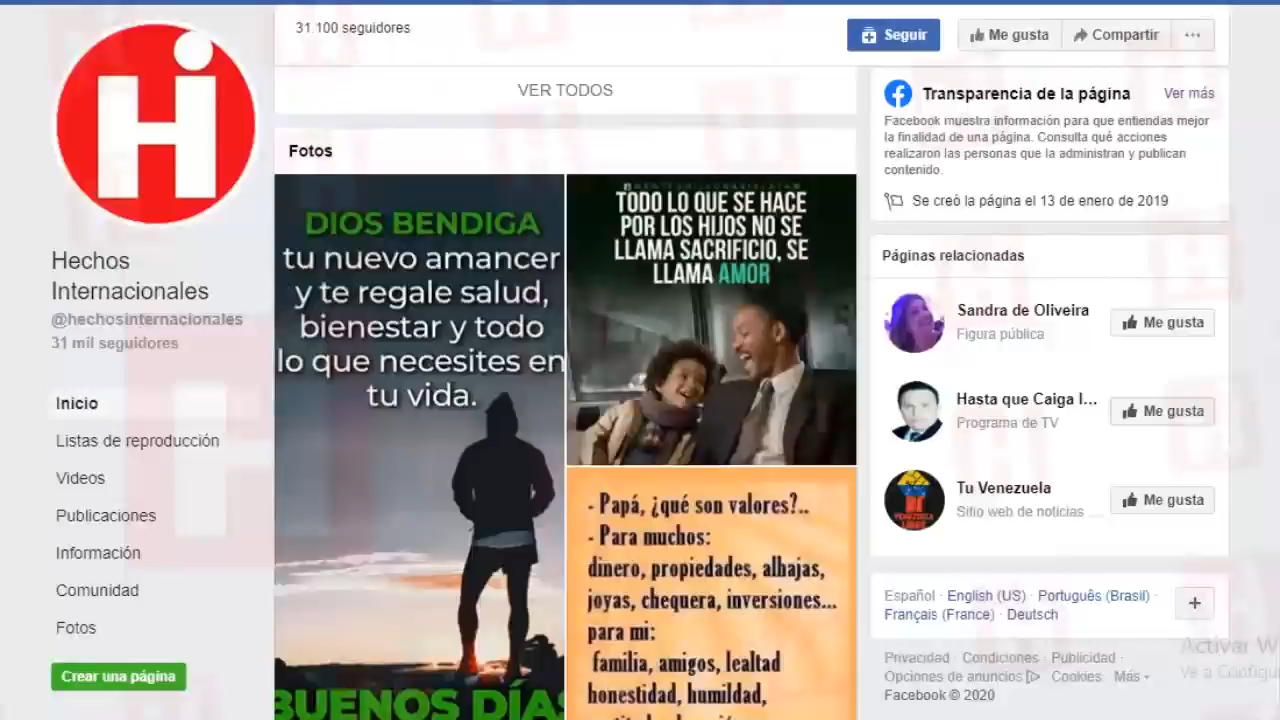 31.100 seguidores
Seguir
Me gusta
Compartir
VER TODOS
Fotos
Hi
Hechos
Internacionales
@hechosinternacionales
31 mil seguidores
Inicio
Listas de reproducción
Videos
Publicaciones
Información
Comunidad
Fotos
Crear una página
DIOS BENDIGA
tu nuevo amancer
y te regale salud,
bienestar y todo
lo que necesites en
tu vida.
BUENOS DÍAS
TODO LO QUE SE HACE
POR LOS HIJOS NO SE
LLAMA SACRIFICIO, SE
LLAMA AMOR
- Papá, ¿qué son valores?..
- Para muchos:
dinero, propiedades, alhajas,
joyas, chequera, inversiones...
para mi:
familia, amigos, lealtad
honestidad, humildad,
Transparencia de la página
Ver más
Facebook muestra información para que entiendas mejor
la finalidad de una página. Consulta qué acciones
realizaron las personas que la administran y publican
contenido.
Se creó la página el 13 de enero de 2019
Páginas relacionadas
Sandra de Oliveira
Figura pública
Me gusta
Hasta que Caiga l...
Programa de TV
Me gusta
Tu Venezuela
Sitio web de noticias ...
Me gusta
Español · English (US) · Português (Brasil) ·
Français (France) · Deutsch
Privacidad · Condiciones · Publicidad ·
Opciones de anuncios · Cookies · Más
Facebook © 2020
Activar W
Ve a Configu